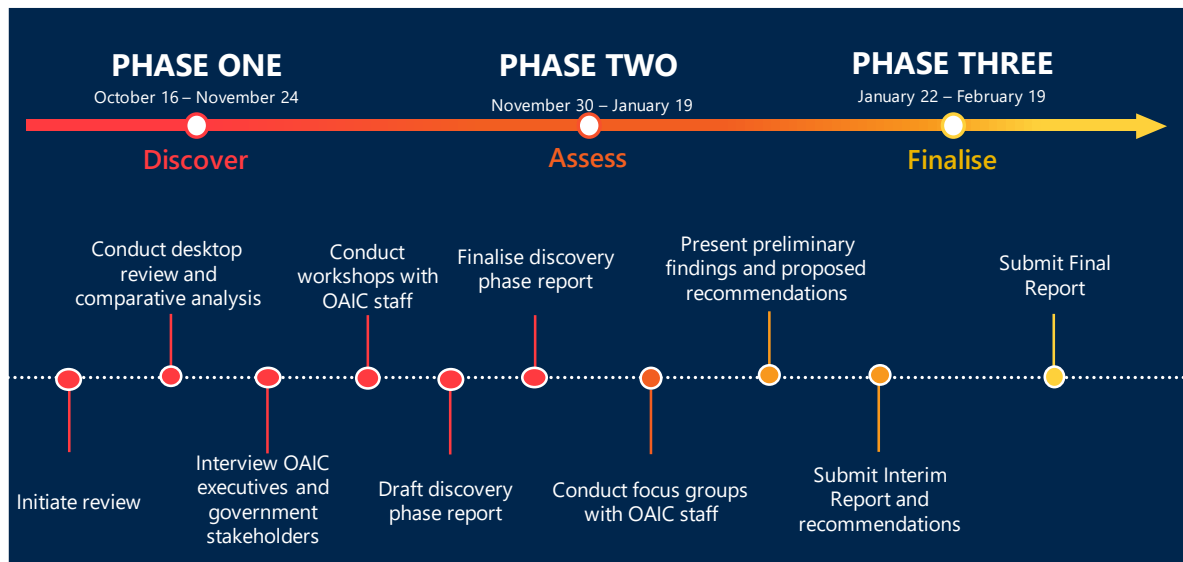 PHASE ONE
October 16 – November 24
PHASE TWO
November 30 – January 19
PHASE THREE
January 22 – February 19
Discover
Assess
Finalise
Conduct desktop
review and
comparative analysis
Conduct
workshops with
OAIC staff
Finalise discovery
phase report
Present preliminary
findings and proposed
recommendations
Submit Final
Report
Initiate review
Interview OAIC
executives and
government
stakeholders
Draft discovery
phase report
Conduct focus groups
with OAIC staff
Submit Interim
Report and
recommendations